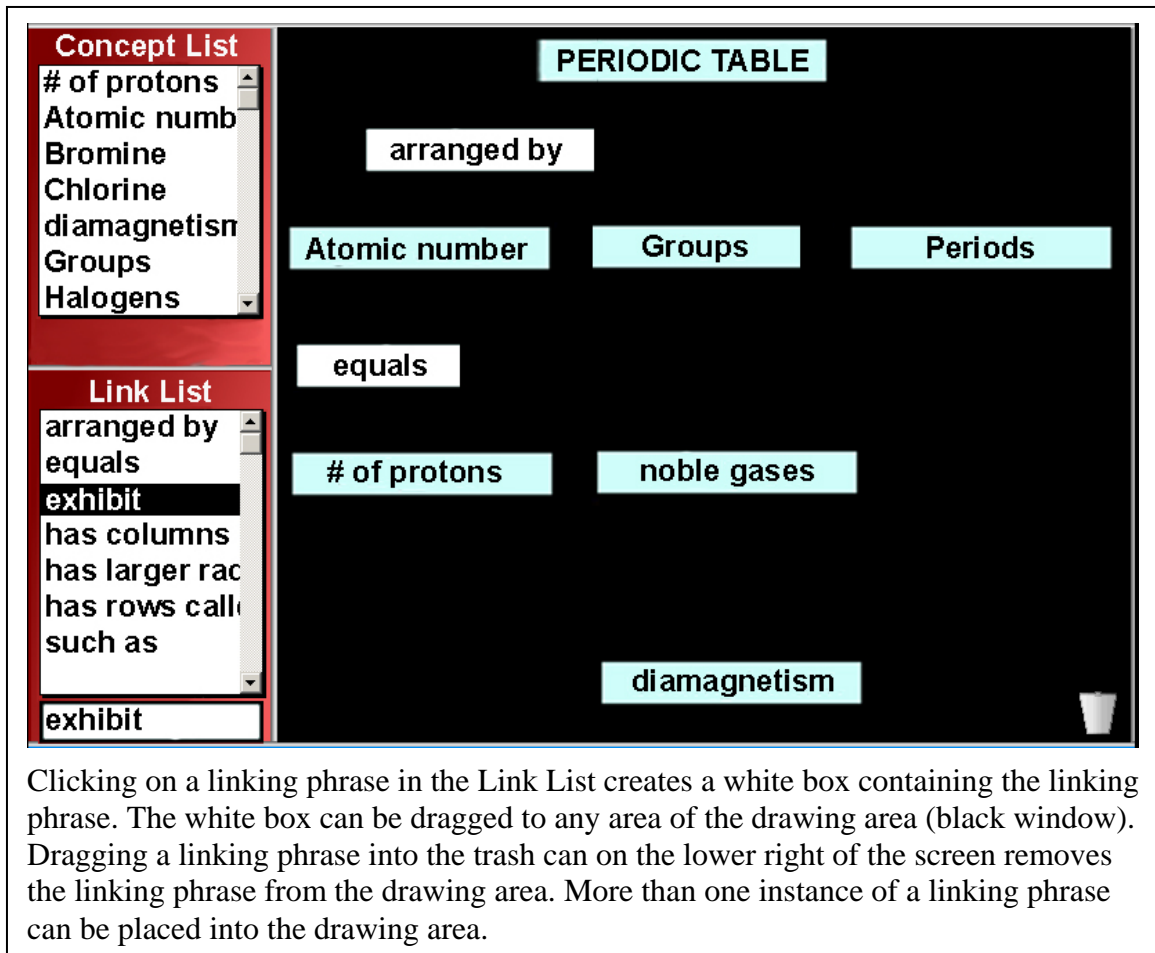 Concept List
# of protons
Atomic numb
Bromine
Chlorine
diamagnetism
Groups
Halogens
Link List
arranged by
equals
exhibit
has columns
has larger rad
has rows calle
such as
exhibit
PERIODIC TABLE
arranged by
Atomic number Groups Periods
equals
# of protons noble gases
diamagnetism
Clicking on a linking phrase in the Link List creates a white box containing the linking
phrase. The white box can be dragged to any area of the drawing area (black window).
Dragging a linking phrase into the trash can on the lower right of the screen removes
the linking phrase from the drawing area. More than one instance of a linking phrase
can be placed into the drawing area.